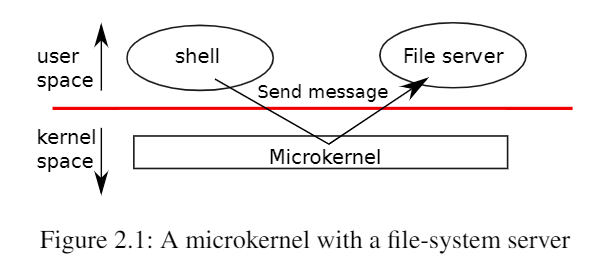 user
space
shell
File server
Send message
kernel
space
Microkernel
Figure 2.1: A microkernel with a file-system server